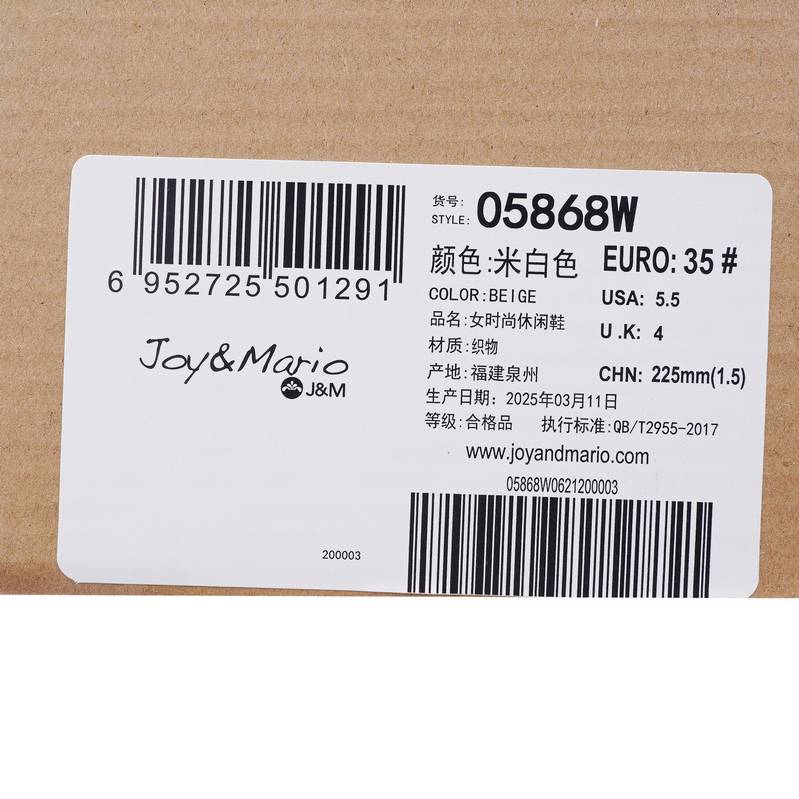 6 952725 501291
Joy&Mario
J&M
200003
货号:
STYLE: 05868W
颜色:米白色 EURO: 35 #
COLOR:BEIGE USA: 5.5
品名:女时尚休闲鞋 U .K: 4
材质:织物
产地:福建泉州 CHN: 225mm(1.5)
生产日期: 2025年03月11日
等级:合格品 执行标准:QB/T2955-2017
www.joyandmario.com
05868W0621200003